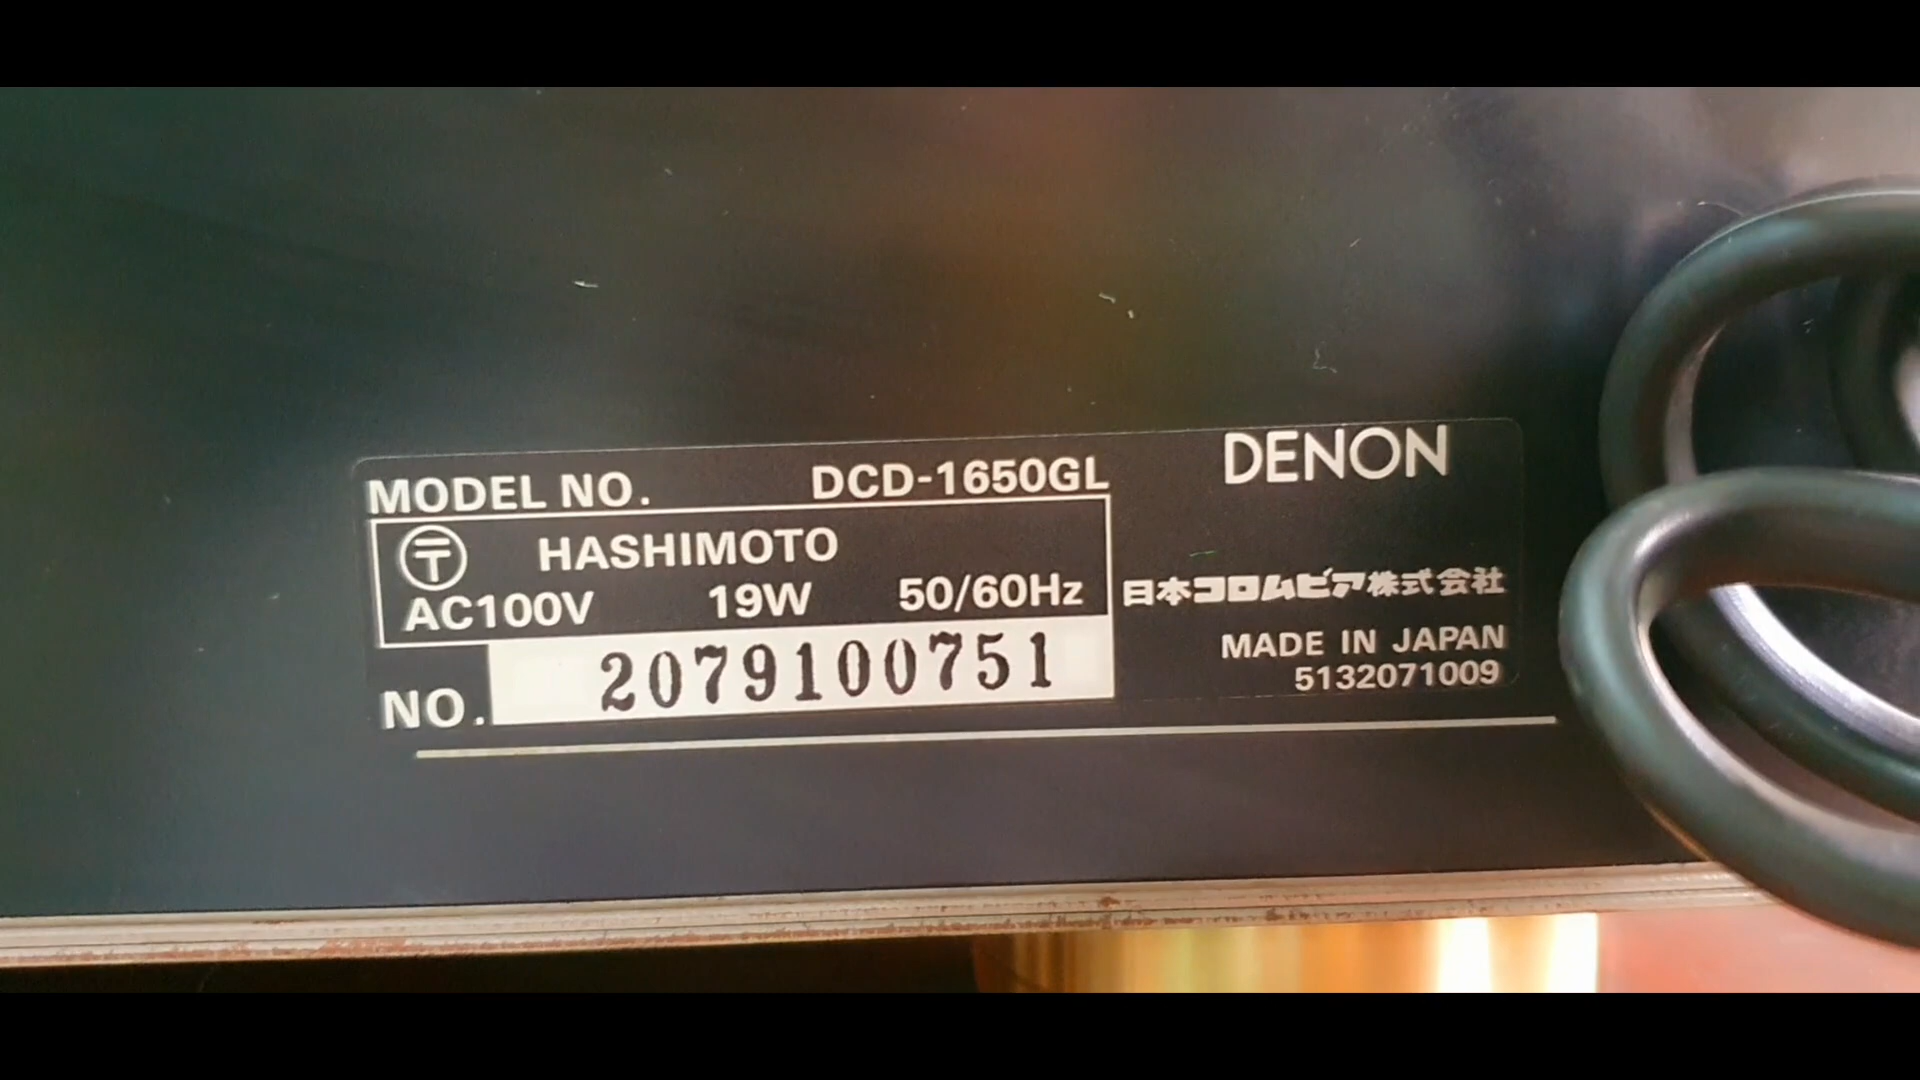 MODEL NO. DCD-1650GL
〒 HASHIMOTO
AC100V 19W 50/60Hz
NO. 2079100751
DENON
日本コロムビア株式会社
MADE IN JAPAN
5132071009